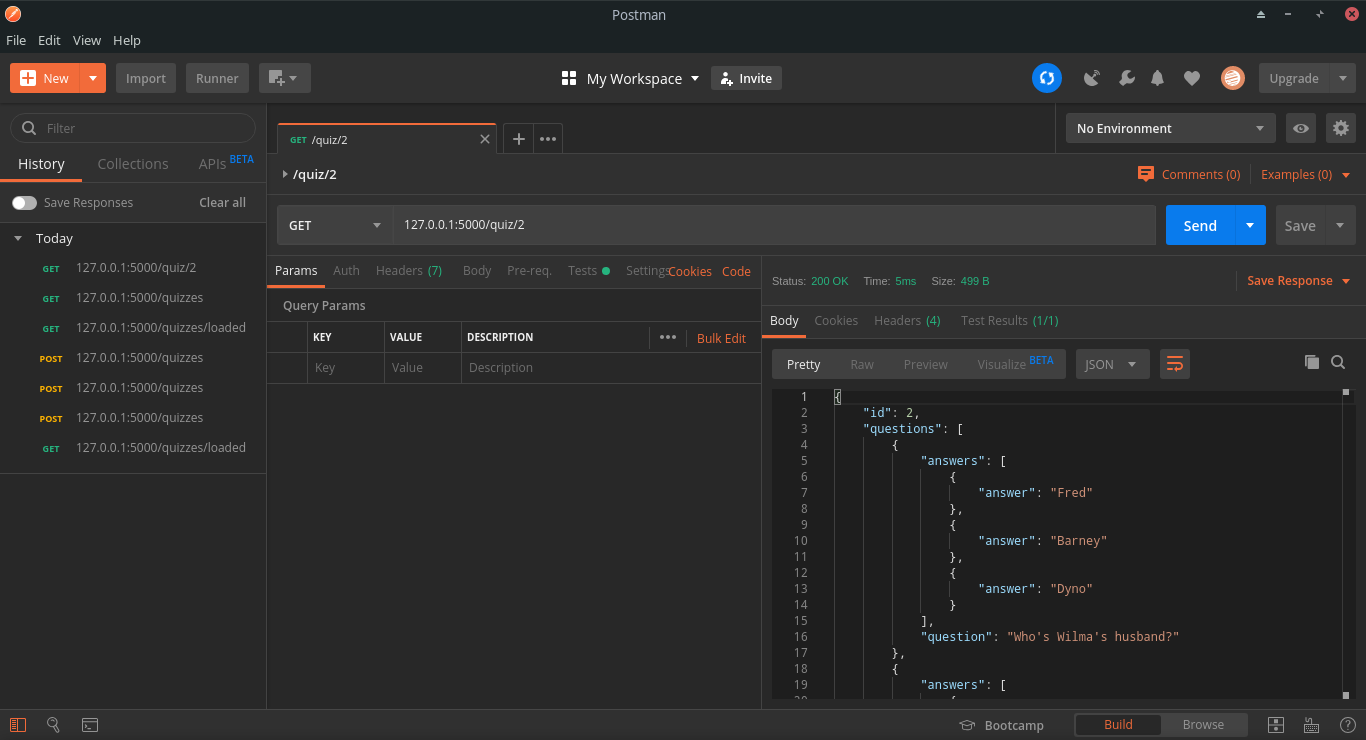 Postman
File Edit View Help
New Import Runner My Workspace Invite Upgrade
Filter
History Collections APIs BETA
Save Responses Clear all
Today
GET 127.0.0.1:5000/quiz/2
GET 127.0.0.1:5000/quizzes
GET 127.0.0.1:5000/quizzes/loaded
POST 127.0.0.1:5000/quizzes
POST 127.0.0.1:5000/quizzes
POST 127.0.0.1:5000/quizzes
GET 127.0.0.1:5000/quizzes/loaded
GET /quiz/2
No Environment
/quiz/2
Comments (0) Examples (0)
GET 127.0.0.1:5000/quiz/2 Send Save
Params Auth Headers (7) Body Pre-req. Tests Settings Cookies Code
Query Params
KEY VALUE DESCRIPTION Bulk Edit
Key Value Description
Status: 200 OK Time: 5ms Size: 499 B Save Response
Body Cookies Headers (4) Test Results (1/1)
Pretty Raw Preview Visualize BETA JSON
1 {
2 "id": 2,
3 "questions": [
4 {
5 "answers": [
6 {
7 "answer": "Fred"
8 },
9 {
10 "answer": "Barney"
11 },
12 {
13 "answer": "Dyno"
14 }
15 ],
16 "question": "Who's Wilma's husband?"
17 },
18 {
19 "answers": [
20 {
Bootcamp Build Browse